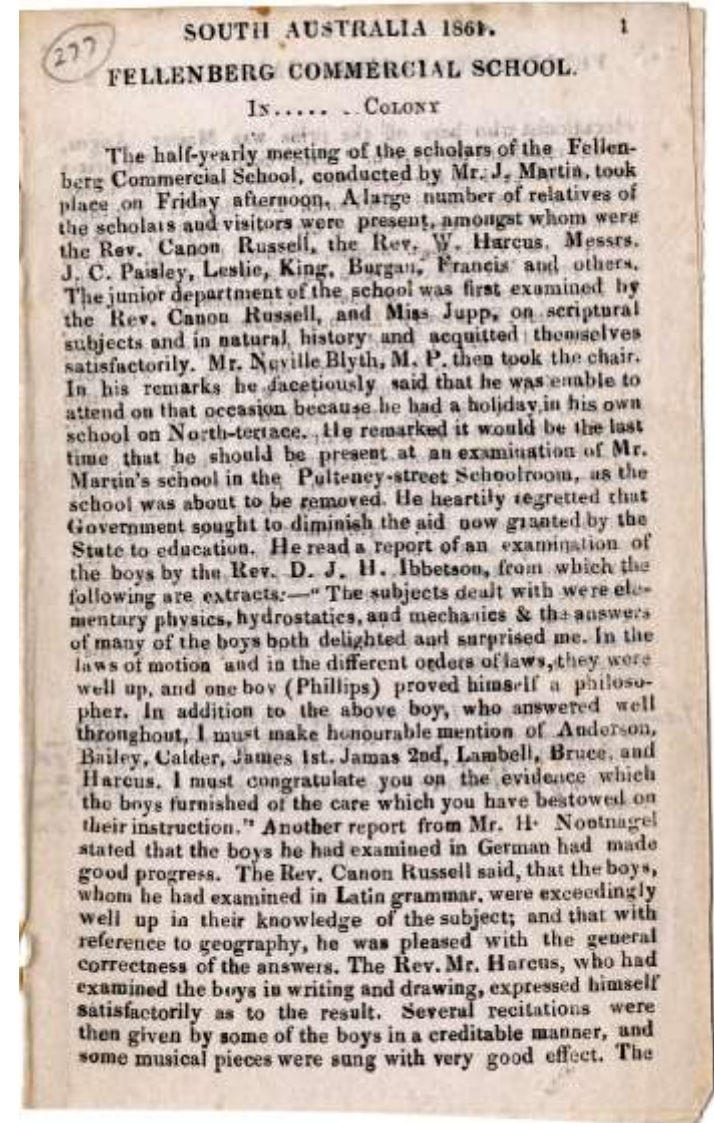 SOUTH AUSTRALIA 1864. 1
277
FELLENBERG COMMERCIAL SCHOOL.
IN..... .. COLONY
The half-yearly meeting of the scholars of the Fellen-
berg Commercial School, conducted by Mr. J. Martin, took
place on Friday afternoon. A large number of relatives of
the scholars and visitors were present, amongst whom were
the Rev. Canon Russell, the Rev. W. Harcus, Messrs.
J. C. Paisley, Leslie, King, Burgan, Francis and others.
The junior department of the school was first examined by
the Rev. Canon Russell, and Miss Jupp, on scriptural
subjects and in natural history and acquitted themselves
satisfactorily. Mr. Neville Blyth, M. P. then took the chair.
In his remarks he facetiously said that he was enable to
attend on that occasion because he had a holiday in his own
school on North-terrace. He remarked it would be the last
time that he should be present at an examination of Mr.
Martin's school in the Pulteney-street Schoolroom, as the
school was about to be removed. He heartily regretted that
Government sought to diminish the aid now granted by the
State to education. He read a report of an examination of
the boys by the Rev. D. J. H. Ibbetson, from which the
following are extracts:—" The subjects dealt with were ele-
mentary physics, hydrostatics, and mechanics & the answers
of many of the boys both delighted and surprised me. In the
laws of motion and in the different orders of laws, they were
well up, and one boy (Phillips) proved himself a philoso-
pher. In addition to the above boy, who answered well
throughout, I must make honourable mention of Anderson,
Bailey, Calder, James 1st. Jamas 2nd, Lambell, Bruce, and
Harcus. I must congratulate you on the evidence which
the boys furnished of the care which you have bestowed on
their instruction." Another report from Mr. H. Nootnagel
stated that the boys he had examined in German had made
good progress. The Rev. Canon Russell said, that the boys,
whom he had examined in Latin grammar, were exceedingly
well up in their knowledge of the subject; and that with
reference to geography, he was pleased with the general
correctness of the answers. The Rev. Mr. Harcus, who had
examined the boys in writing and drawing, expressed himself
satisfactorily as to the result. Several recitations were
then given by some of the boys in a creditable manner, and
some musical pieces were sung with very good effect. The